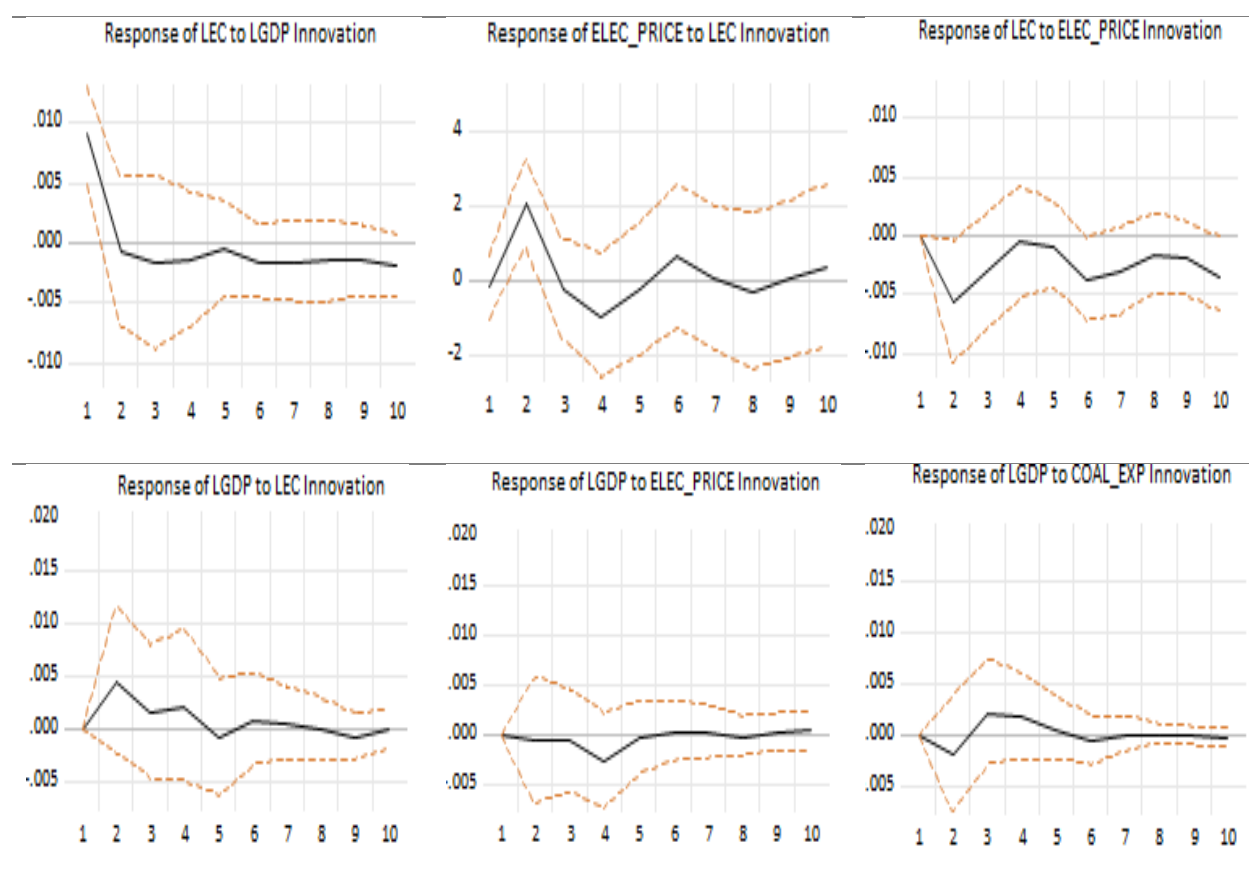 Response of LEC to LGDP Innovation
.010
.005
.000
-.005
-.010
1 2 3 4 5 6 7 8 9 10
Response of ELEC_PRICE to LEC Innovation
4
2
0
-2
1 2 3 4 5 6 7 8 9 10
Response of LEC to ELEC_PRICE Innovation
.010
.005
.000
-.005
-.010
1 2 3 4 5 6 7 8 9 10
Response of LGDP to LEC Innovation
.020
.015
.010
.005
.000
-.005
1 2 3 4 5 6 7 8 9 10
Response of LGDP to ELEC_PRICE Innovation
.020
.015
.010
.005
.000
-.005
1 2 3 4 5 6 7 8 9 10
Response of LGDP to COAL_EXP Innovation
.020
.015
.010
.005
.000
.005
1 2 3 4 5 6 7 8 9 10